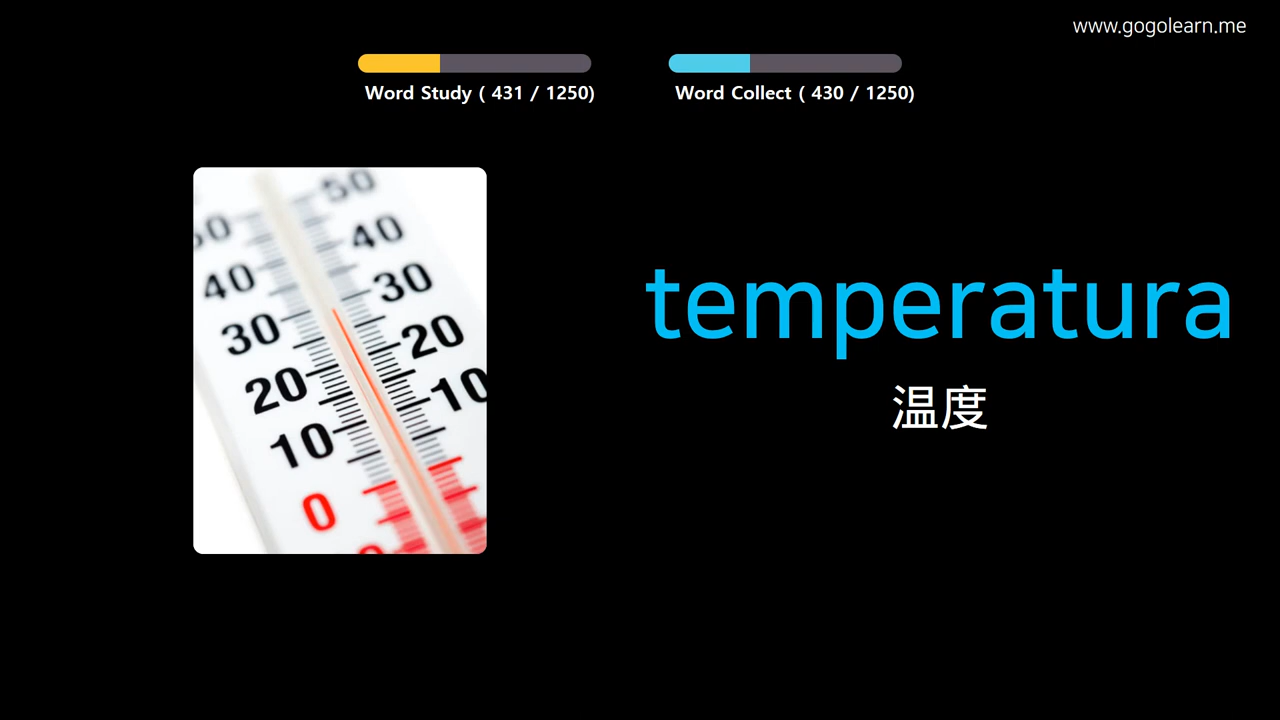 www.gogolearn.me
Word Study ( 431 / 1250)
Word Collect ( 430 / 1250)
50
40
40
30
30
20
20
10
10
0
temperatura
温度